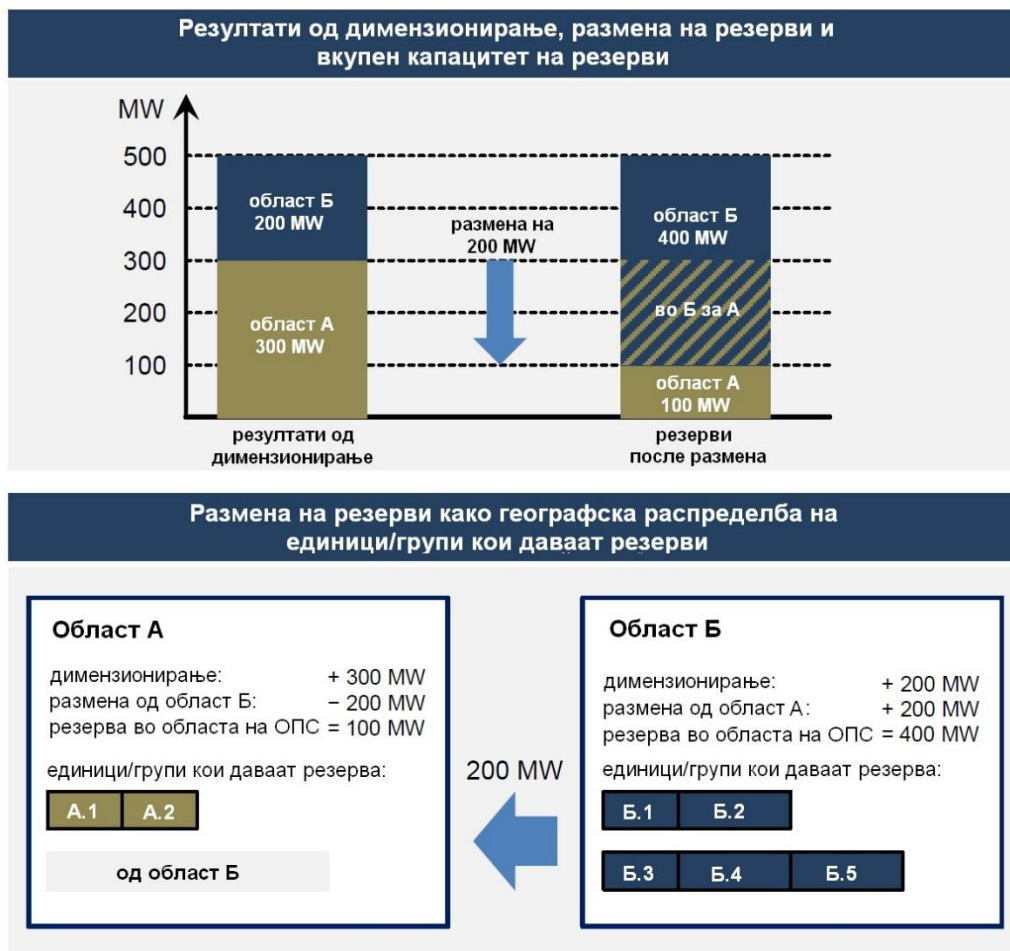 Резултати од димензионирање, размена на резерви и
вкупен капацитет на резерви
MW
500
400
300
200
100
област Б
200 MW
област А
300 MW
размена на
200 MW
област Б
400 MW
во Б за А
област А
100 MW
резултати од
димензионирање
резерви
после размена
Размена на резерви како географска распределба на
единици/групи кои даваат резерви
Област А
димензионирање: + 300 MW
размена од област Б: − 200 MW
резерва во областа на ОПС = 100 MW
единици/групи кои даваат резерва:
А.1 А.2
од област Б
200 MW
Област Б
димензионирање: + 200 MW
размена од област А: + 200 MW
резерва во областа на ОПС = 400 MW
единици/групи кои даваат резерва:
Б.1 Б.2
Б.3 Б.4 Б.5